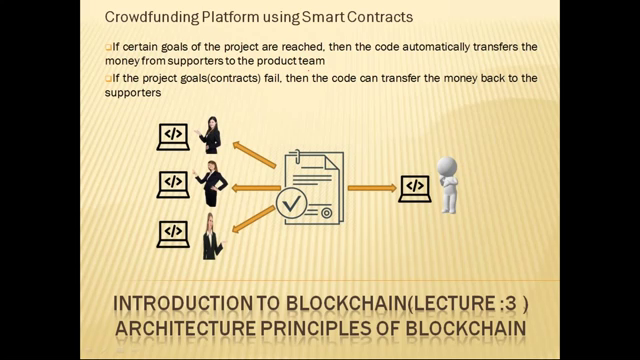 Crowdfunding Platform using Smart Contracts
If certain goals of the project are reached, then the code automatically transfers the
money from supporters to the product team
If the project goals(contracts) fail, then the code can transfer the money back to the
supporters
INTRODUCTION TO BLOCKCHAIN(LECTURE :3 )
ARCHITECTURE PRINCIPLES OF BLOCKCHAIN